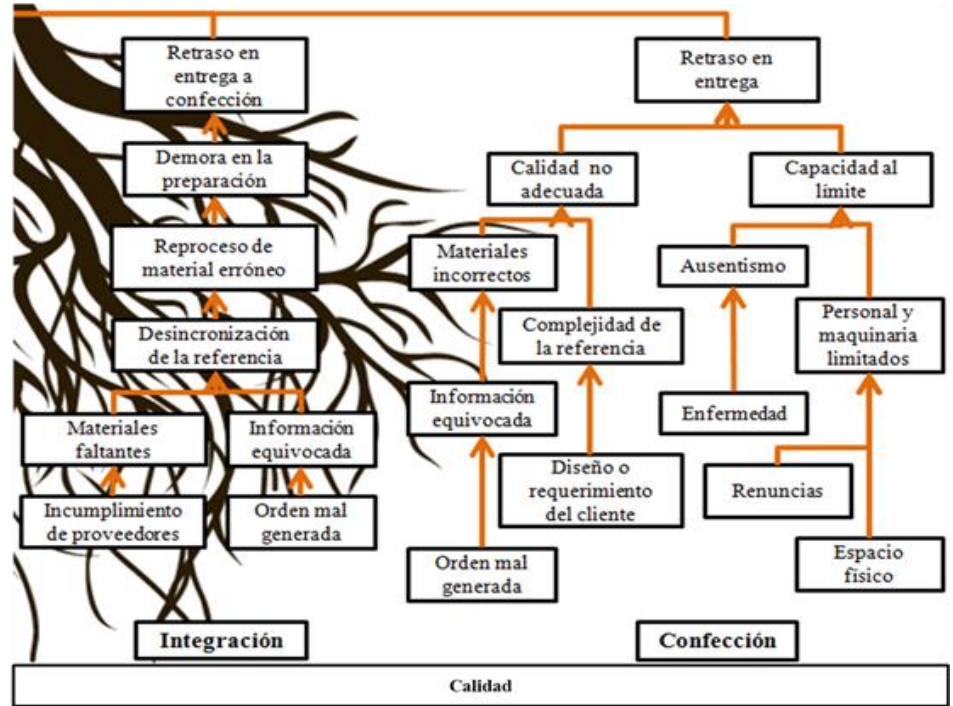 Retraso en
entrega a
confección
Demora en la
preparación
Reproceso de
material erróneo
Desincronización
de la referencia
Materiales
faltantes
Información
equivocada
Incumplimiento
de proveedores
Orden mal
generada
Integración
Retraso en
entrega
Calidad no
adecuada
Capacidad al
límite
Materiales
incorrectos
Complejidad de
la referencia
Información
equivocada
Diseño o
requerimiento
del cliente
Orden mal
generada
Ausentismo
Personal y
maquinaria
limitados
Enfermedad
Renuncias
Espacio
físico
Confección
Calidad